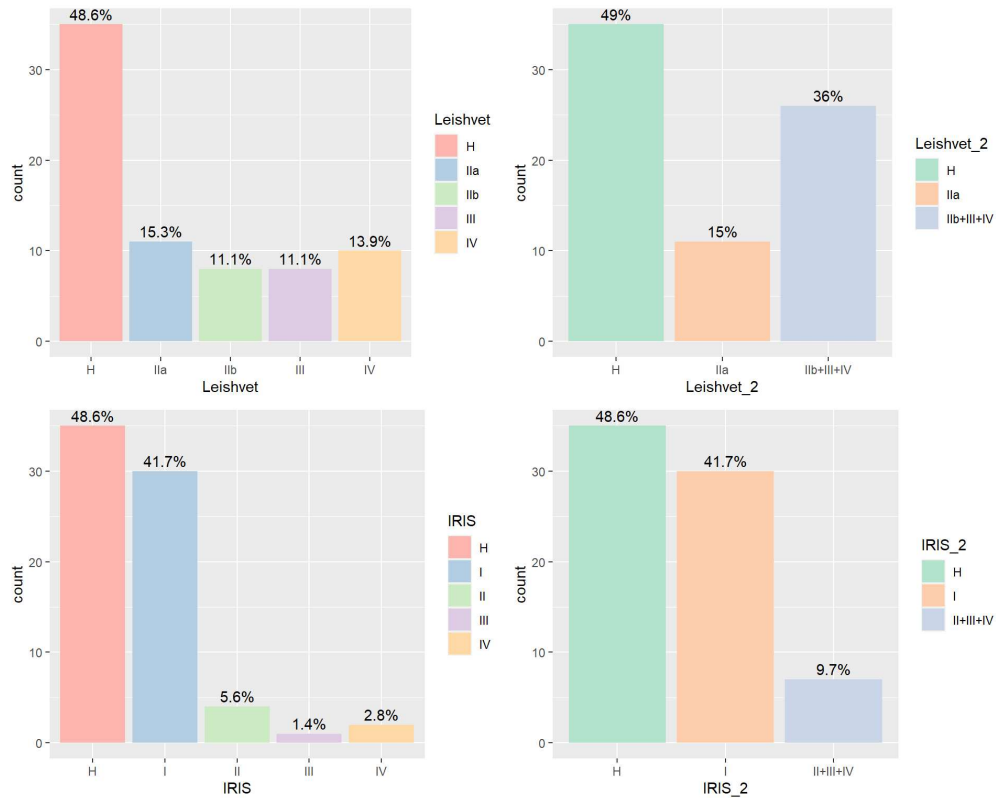 48.6%
30
20
10
0
count
15.3%
11.1%
11.1%
13.9%
H
IIa
IIb
III
IV
Leishvet
Leishvet
H
IIa
IIb
III
IV
49%
30
20
10
0
count
15%
36%
H
IIa
IIb+III+IV
Leishvet_2
Leishvet_2
H
IIa
IIb+III+IV
48.6%
41.7%
30
20
10
0
count
5.6%
1.4%
2.8%
H
I
II
III
IV
IRIS
IRIS
H
I
II
III
IV
48.6%
41.7%
30
20
10
0
count
9.7%
H
I
II+III+IV
IRIS_2
IRIS_2
H
I
II+III+IV